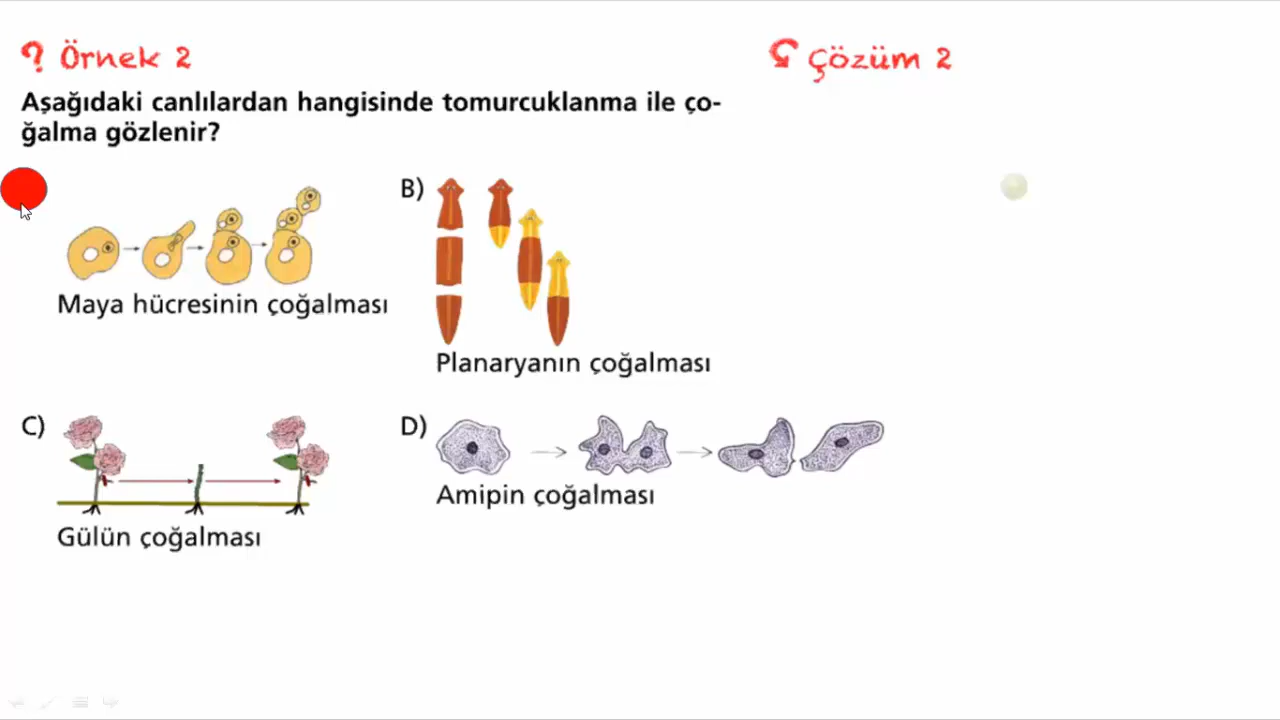 ? Örnek 2
Çözüm 2
Aşağıdaki canlılardan hangisinde tomurcuklanma ile ço-
ğalma gözlenir?
Maya hücresinin çoğalması
B)
Planaryanın çoğalması
C)
Gülün çoğalması
D)
Amipin çoğalması